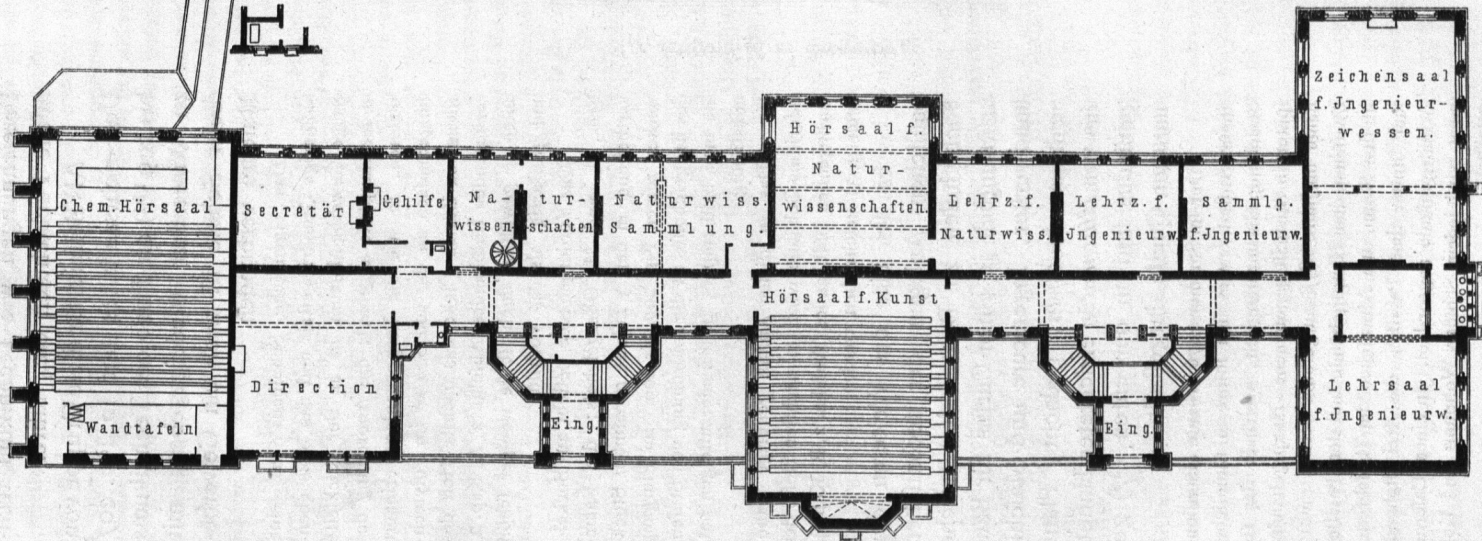 Chem. Hörsaal
Wandtafeln
Secretär
Gehilfe
Direction
Na-
wissen-
tur-
schaften
Naturwiss.
Sammlung.
Eing.
Hörsaal f.
Natur-
wissenschaften.
Hörsaal f. Kunst
Lehrz. f.
Naturwiss.
Lehrz. f.
Jngenieurw.
Sammlg.
f. Jngenieurw.
Eing.
Zeichensaal
f. Jngenieur-
wessen.
Lehrsaal
f. Jngenieurw.